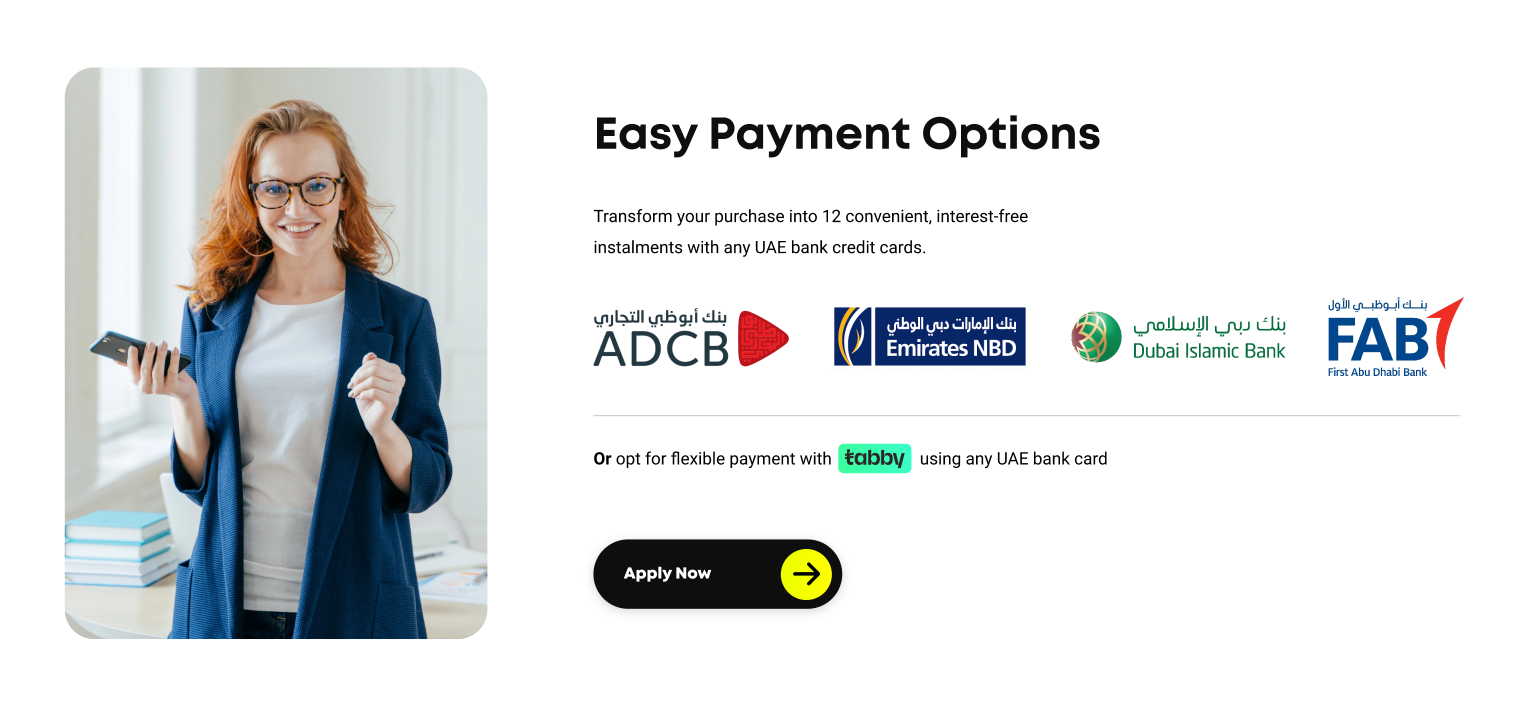 Easy Payment Options
Transform your purchase into 12 convenient, interest-free
instalments with any UAE bank credit cards.
بنك أبوظبي التجاري
ADCB
بنك الإمارات دبي الوطني
Emirates NBD
بنك دبي الإسلامي
Dubai Islamic Bank
بنك أبوظبي الأول
FAB
First Abu Dhabi Bank
Or opt for flexible payment with tabby using any UAE bank card
Apply Now